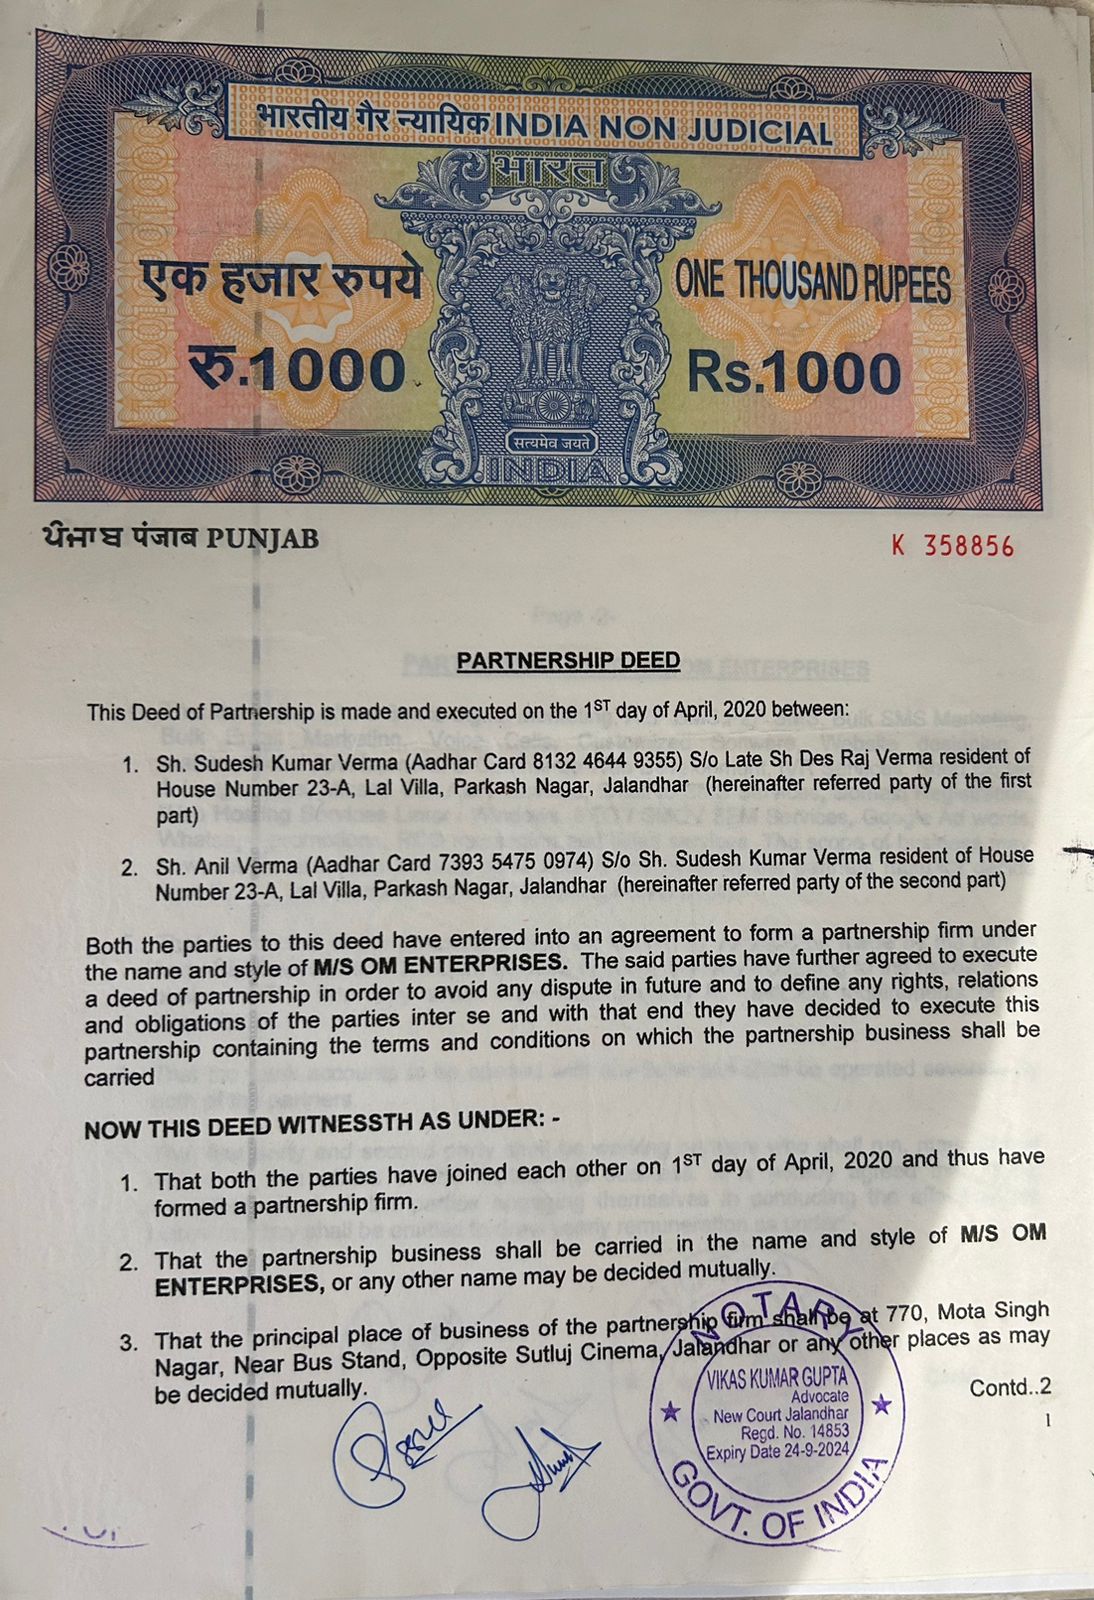 भारतीय गैर न्यायिक INDIA NON JUDICIAL
भारत
एक हजार रुपये
ONE THOUSAND RUPEES
रु.1000
Rs.1000
सत्यमेव जयते
INDIA
ਪੰਜਾਬ पंजाब PUNJAB
K 358856
PARTNERSHIP DEED
This Deed of Partnership is made and executed on the 1ST day of April, 2020 between:
1. Sh. Sudesh Kumar Verma (Aadhar Card 8132 4644 9355) S/o Late Sh Des Raj Verma resident of
House Number 23-A, Lal Villa, Parkash Nagar, Jalandhar (hereinafter referred party of the first
part)
2. Sh. Anil Verma (Aadhar Card 7393 5475 0974) S/o Sh. Sudesh Kumar Verma resident of House
Number 23-A, Lal Villa, Parkash Nagar, Jalandhar (hereinafter referred party of the second part)
Both the parties to this deed have entered into an agreement to form a partnership firm under
the name and style of M/S OM ENTERPRISES. The said parties have further agreed to execute
a deed of partnership in order to avoid any dispute in future and to define any rights, relations
and obligations of the parties inter se and with that end they have decided to execute this
partnership containing the terms and conditions on which the partnership business shall be
carried
NOW THIS DEED WITNESSTH AS UNDER: -
1. That both the parties have joined each other on 1ST day of April, 2020 and thus have
formed a partnership firm.
2. That the partnership business shall be carried in the name and style of M/S OM
ENTERPRISES, or any other name may be decided mutually.
3. That the principal place of business of the partnership firm shall be at 770, Mota Singh
Nagar, Near Bus Stand, Opposite Sutluj Cinema, Jalandhar or any other places as may
be decided mutually.
Contd..2
1
NOTARY
VIKAS KUMAR GUPTA
Advocate
New Court Jalandhar
Regd. No. 14853
Expiry Date 24-9-2024
GOVT. OF INDIA